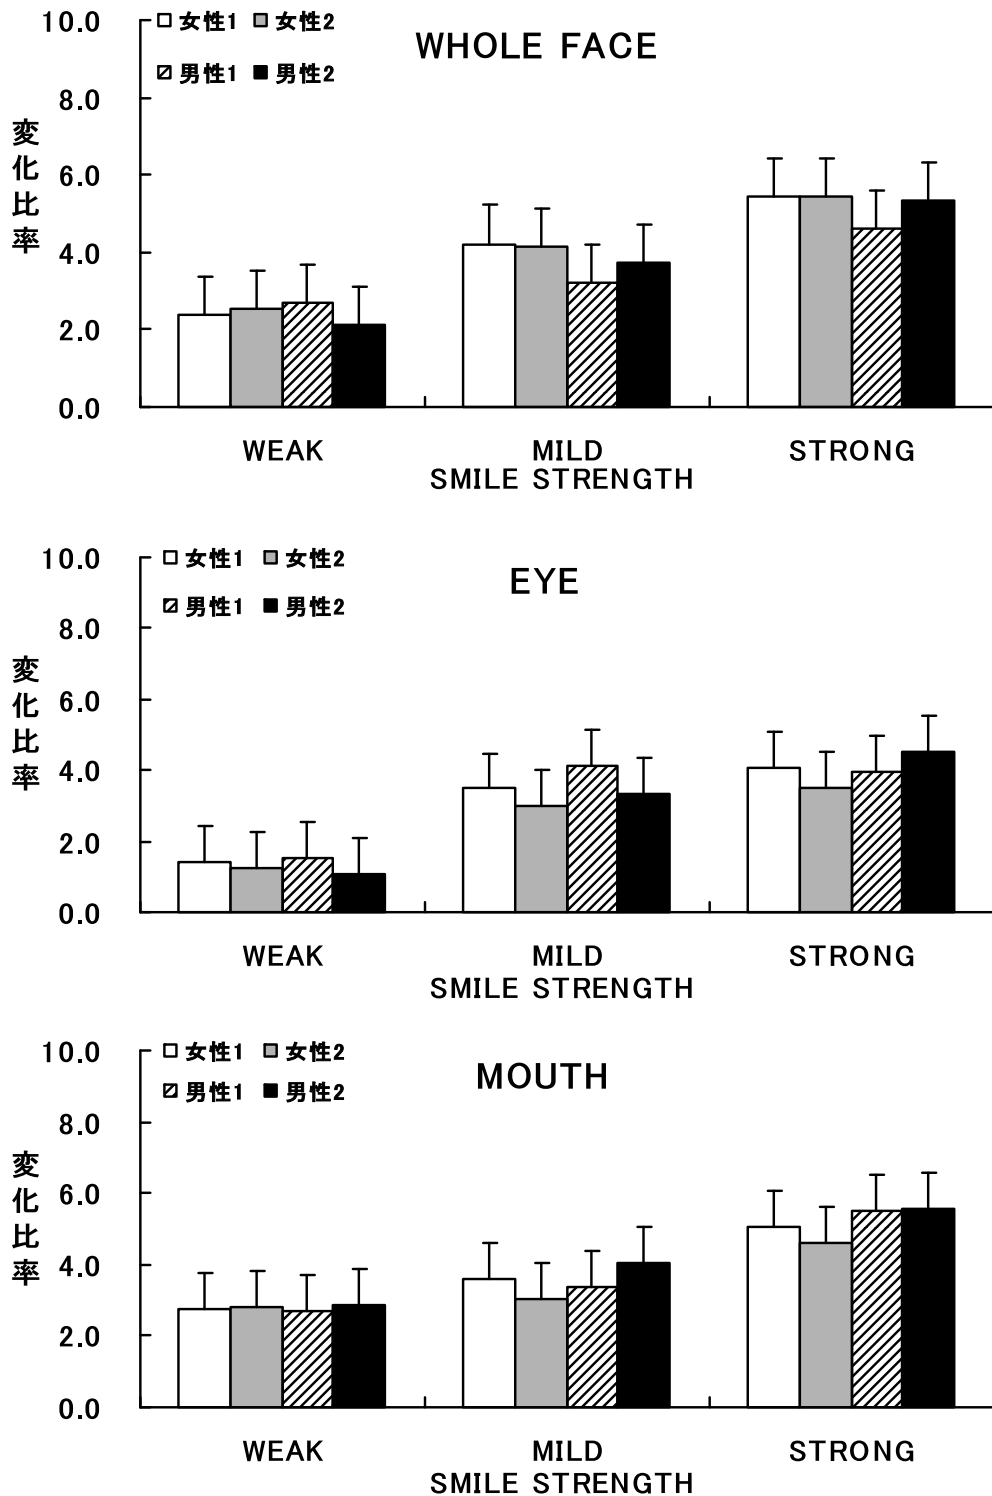 10.0 □ 女性1 ■ 女性2
WHOLE FACE
▨ 男性1 ■ 男性2
8.0
変化比率
6.0
4.0
2.0
0.0
WEAK MILD STRONG
SMILE STRENGTH
10.0 □ 女性1 ■ 女性2
EYE
▨ 男性1 ■ 男性2
8.0
変化比率
6.0
4.0
2.0
0.0
WEAK MILD STRONG
SMILE STRENGTH
10.0 □ 女性1 ■ 女性2
MOUTH
▨ 男性1 ■ 男性2
8.0
変化比率
6.0
4.0
2.0
0.0
WEAK MILD STRONG
SMILE STRENGTH